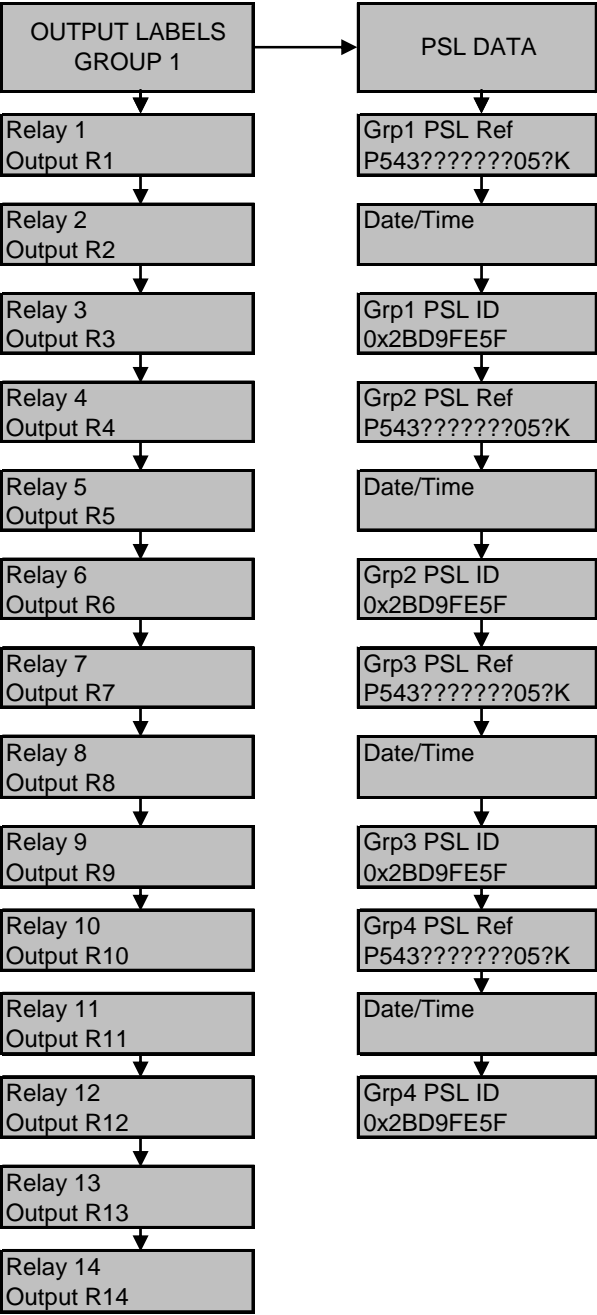 OUTPUT LABELS
GROUP 1
Relay 1
Output R1
Relay 2
Output R2
Relay 3
Output R3
Relay 4
Output R4
Relay 5
Output R5
Relay 6
Output R6
Relay 7
Output R7
Relay 8
Output R8
Relay 9
Output R9
Relay 10
Output R10
Relay 11
Output R11
Relay 12
Output R12
Relay 13
Output R13
Relay 14
Output R14
PSL DATA
Grp1 PSL Ref
P543???????05?K
Date/Time
Grp1 PSL ID
0x2BD9FE5F
Grp2 PSL Ref
P543???????05?K
Date/Time
Grp2 PSL ID
0x2BD9FE5F
Grp3 PSL Ref
P543???????05?K
Date/Time
Grp3 PSL ID
0x2BD9FE5F
Grp4 PSL Ref
P543???????05?K
Date/Time
Grp4 PSL ID
0x2BD9FE5F